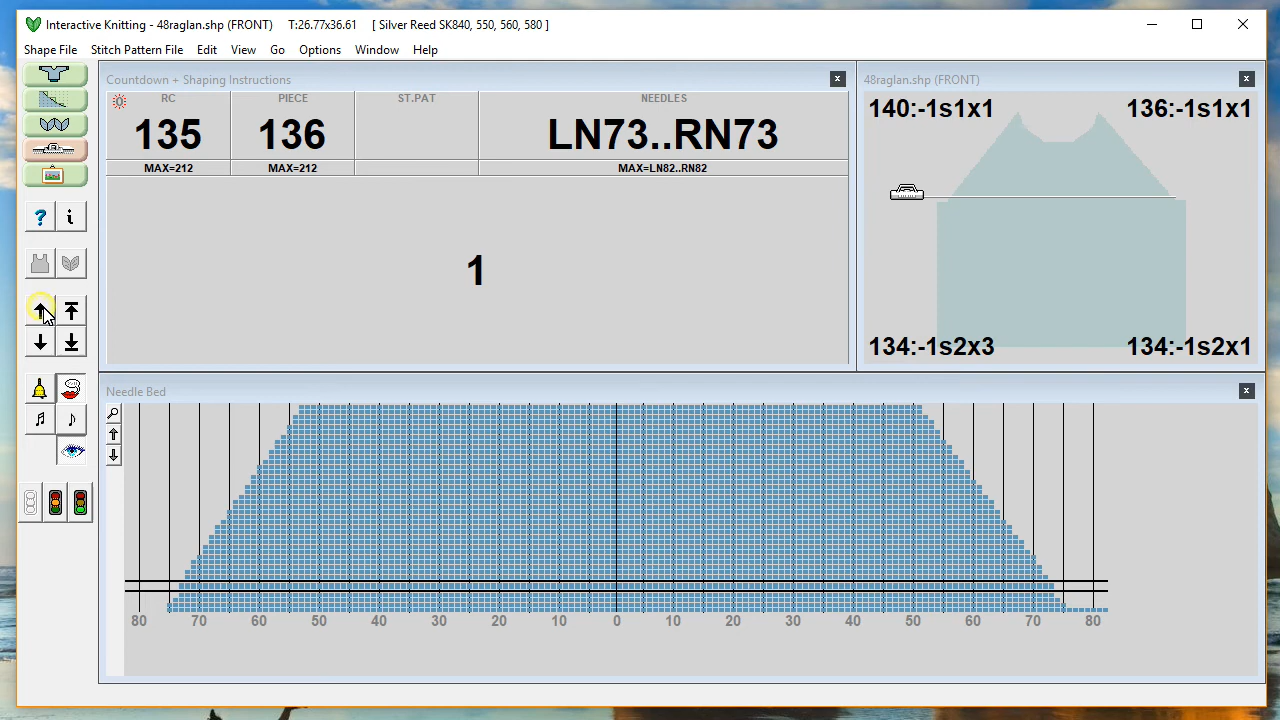 Interactive Knitting - 48raglan.shp (FRONT) T:26.77x36.61 [ Silver Reed SK840, 550, 560, 580 ]
Shape File Stitch Pattern File Edit View Go Options Window Help
Countdown + Shaping Instructions
RC PIECE ST.PAT NEEDLES
135 136 LN73..RN73
MAX=212 MAX=212 MAX=LN82..RN82
1
48raglan.shp (FRONT)
140:-1s1x1 136:-1s1x1
134:-1s2x3 134:-1s2x1
Needle Bed
80 70 60 50 40 30 20 10 0 10 20 30 40 50 60 70 80